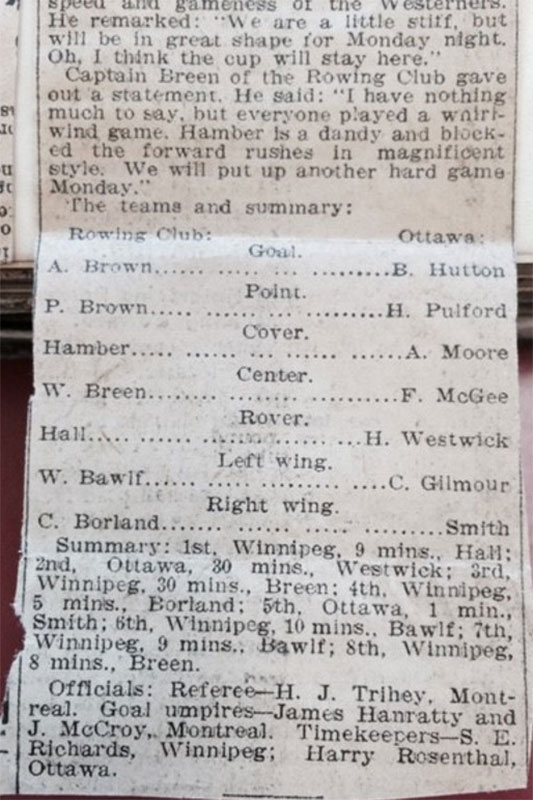 speed and gameness of the Westerners.
He remarked: "We are a little stiff, but
will be in great shape for Monday night.
Oh, I think the cup will stay here."
Captain Breen of the Rowing Club gave
out a statement. He said: "I have nothing
much to say, but everyone played a whirl-
wind game. Hamber is a dandy and block-
ed the forward rushes in magnificent
style. We will put up another hard game
Monday."
The teams and summary:
Rowing Club: Ottawa:
Goal.
A. Brown...... ... .........B. Hutton
Point.
P. Brown..... ...... ... ......H. Pulford
Cover.
Hamber..... ...... ... ...... ...A. Moore
Center.
W. Breen........ ...... ... ......F. McGee
Rover.
Hall..... ...... ......... ...H. Westwick
Left wing.
W. Bawlf...... ...... ......... ....C. Gilmour
Right wing.
C. Borland....... ...... ..... ..........Smith
Summary: 1st, Winnipeg, 9 mins., Hall;
2nd, Ottawa, 30 mins., Westwick; 3rd,
Winnipeg, 30 mins., Breen; 4th, Winnipeg,
5 mins., Borland; 5th, Ottawa, 1 min.,
Smith; 6th, Winnipeg, 10 mins., Bawlf; 7th,
Winnipeg, 9 mins., Bawlf; 8th, Winnipeg,
8 mins., Breen.
Officials: Referee—H. J. Trihey, Mont-
real. Goal umpires—James Hanratty and
J. McCroy, Montreal. Timekeepers—S. E.
Richards, Winnipeg; Harry Rosenthal,
Ottawa.